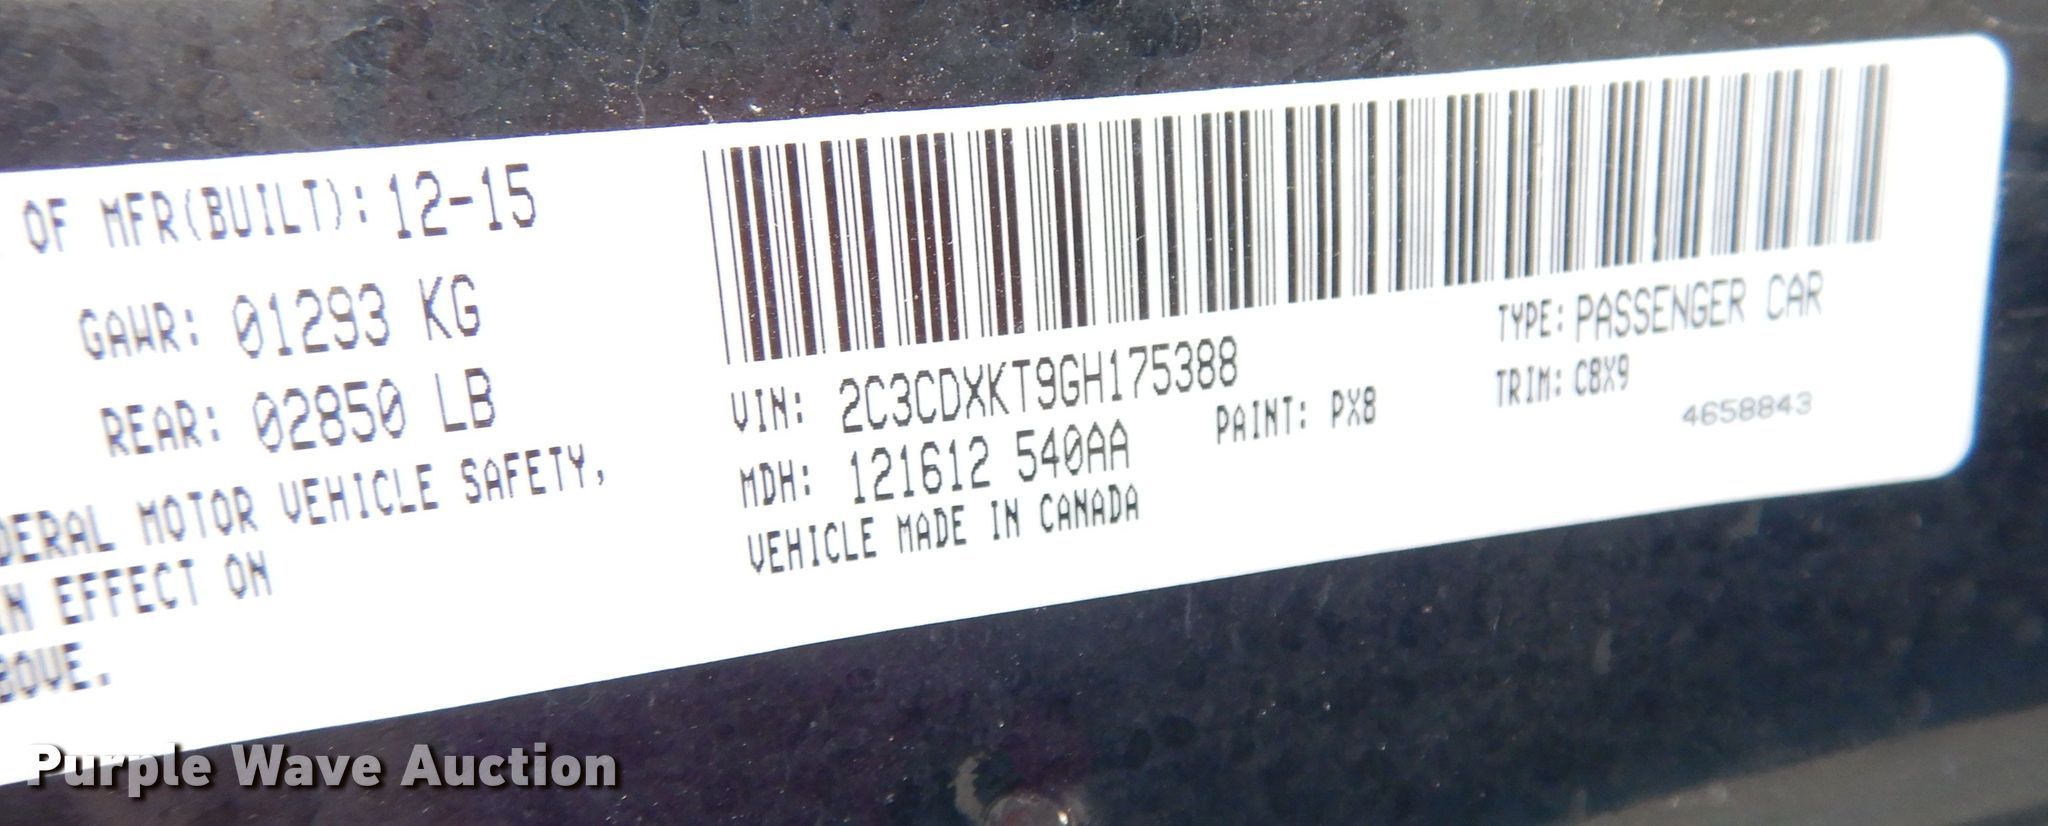 OF MFR(BUILT): 12-15
GAWR: 01293 KG
REAR: 02850 LB
DERAL MOTOR VEHICLE SAFETY,
IN EFFECT ON
BOVE.
VIN: 2C3CDXKT9GH175388
TYPE: PASSENGER CAR
MDH: 121612 540AA
PAINT: PX8
TRIM: C8X9
4658843
VEHICLE MADE IN CANADA
Purple Wave Auction